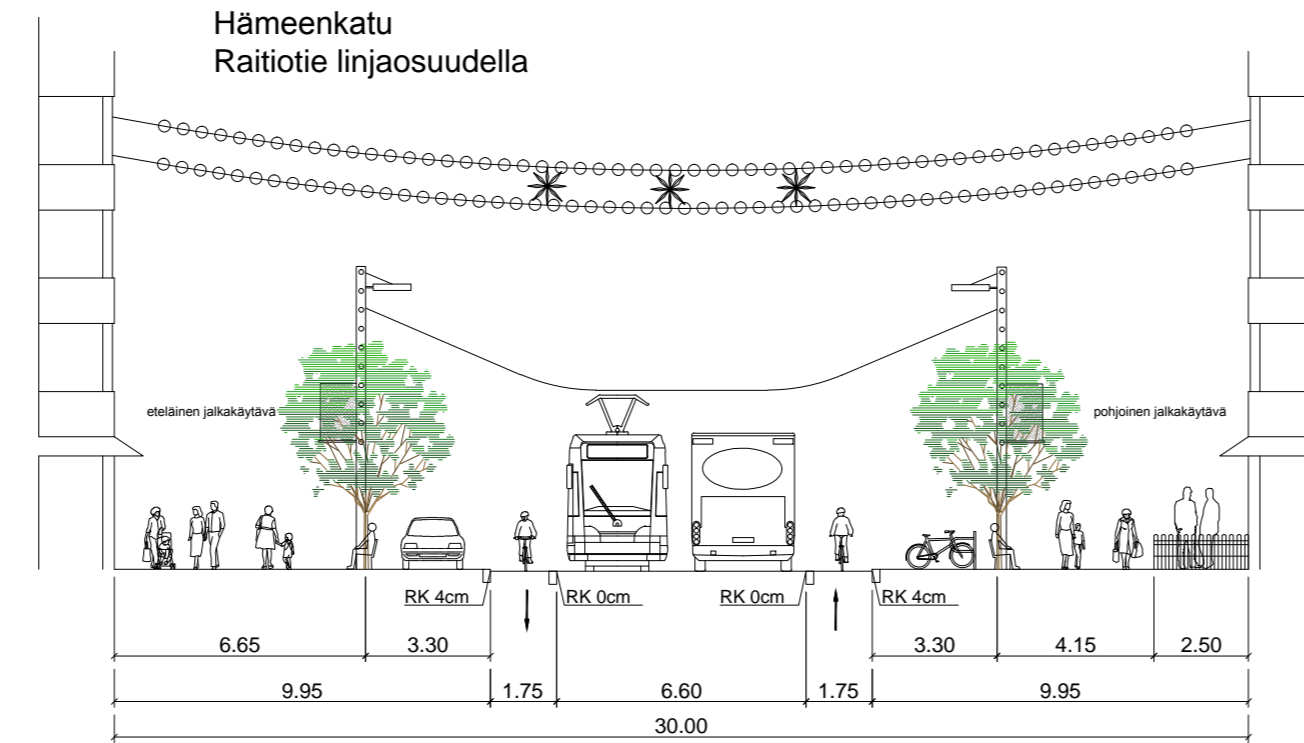 Hämeenkatu
Raitiotie linjaosuudella
eteläinen jalkakäytävä
pohjoinen jalkakäytävä
RK 4cm
RK 0cm
RK 0cm
RK 4cm
6.65 3.30 3.30 4.15 2.50
9.95 1.75 6.60 1.75 9.95
30.00